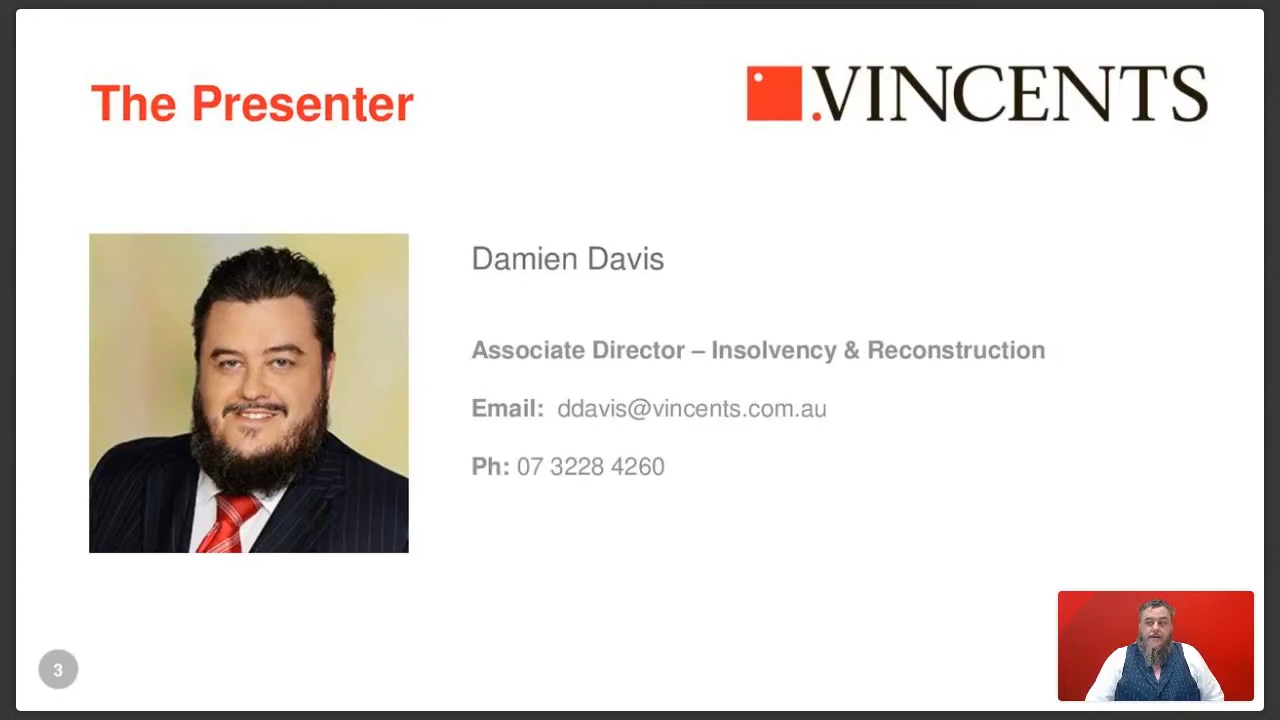 The Presenter
.VINCENTS
Damien Davis
Associate Director – Insolvency & Reconstruction
Email: ddavis@vincents.com.au
Ph: 07 3228 4260
3